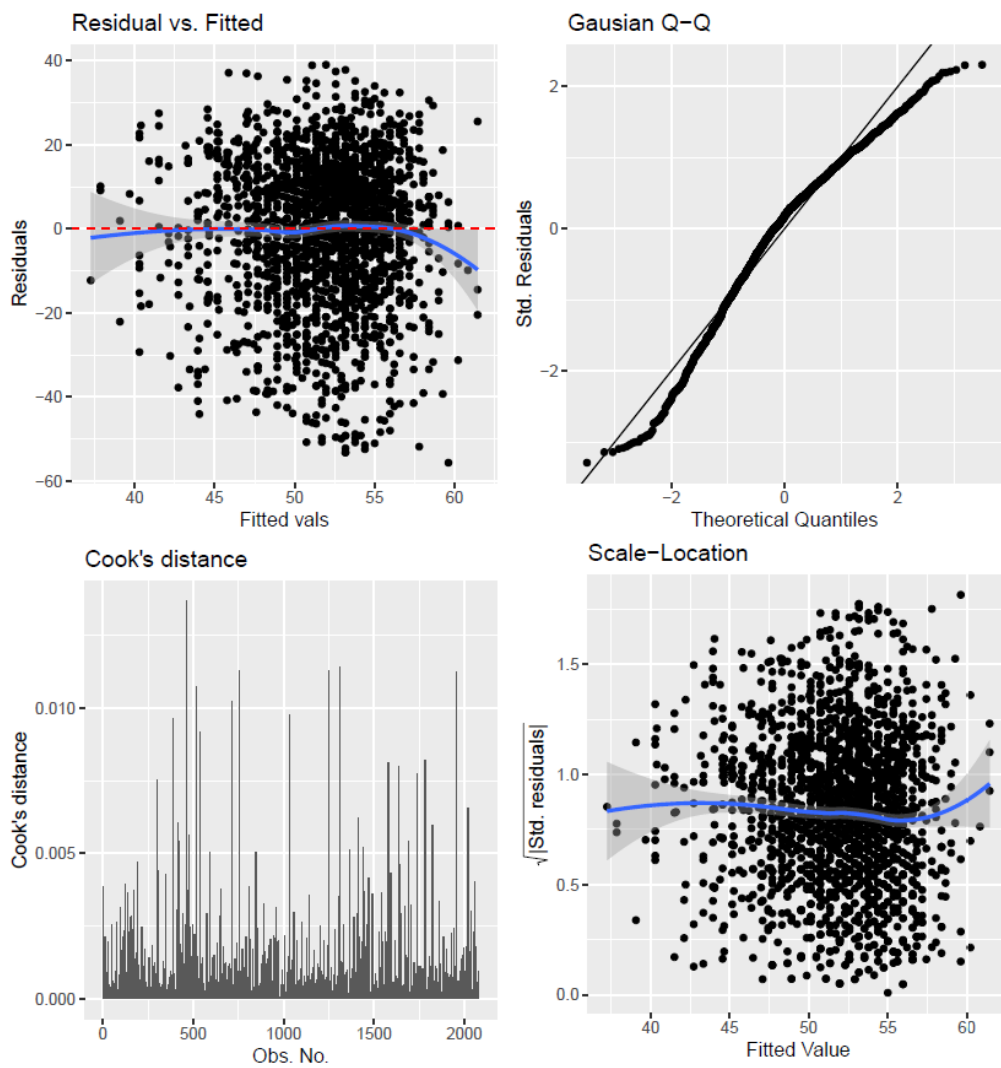 Residual vs. Fitted
40
20
0
−20
−40
−60
Residuals
40
45
50
55
60
Fitted vals
Gaussian Q−Q
2
0
−2
Std. Residuals
−2
0
2
Theoretical Quantiles
Cook's distance
0.010
0.005
0.000
Cook's distance
0
500
1000
1500
2000
Obs. No.
Scale−Location
1.5
1.0
0.5
0.0
√|Std. residuals|
40
45
50
55
60
Fitted Value